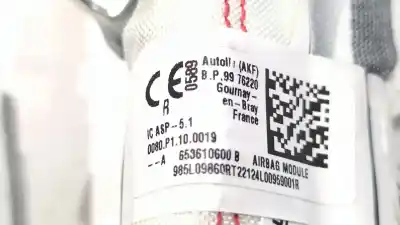 CE 0589
R
Autoliv (AKF)
B.P.99 76220
Gournay-
en-Bray
France
IC ASP-5.1
0080.P1.10.0019
--A 653610600 B AIRBAG MODULE
985L09860RT22124L00969001R